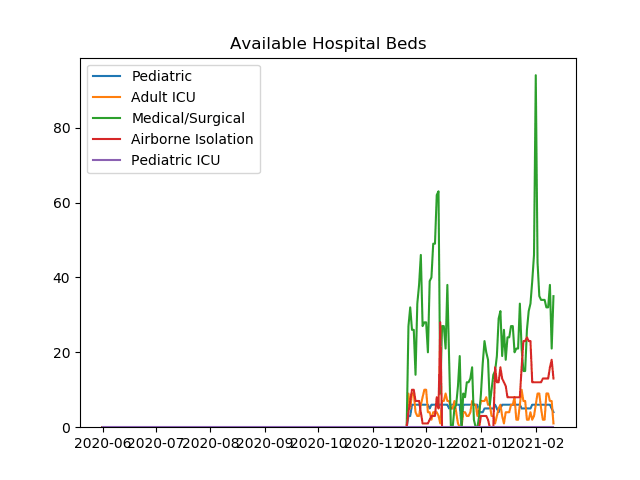 Available Hospital Beds
Pediatric
Adult ICU
Medical/Surgical
Airborne Isolation
Pediatric ICU
80
60
40
20
0
2020-06 2020-07 2020-08 2020-09 2020-10 2020-11 2020-12 2021-01 2021-02